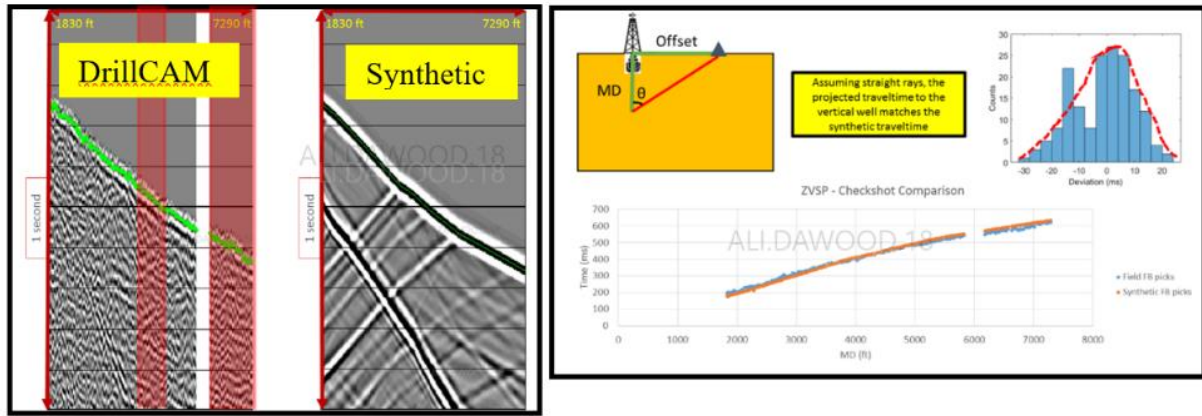 1830 ft
7290 ft
DrillCAM
1 second
1830 ft
7290 ft
Synthetic
ALI.DAWOOD.18
ALI.DAWOOD.18
1 second
Offset
MD
θ
Assuming straight rays, the
projected traveltime to the
vertical well matches the
synthetic traveltime
Counts
30
25
20
15
10
5
0
-30 -20 -10 0 10 20
Deviation (ms)
ZVSP - Checkshot Comparison
ALI.DAWOOD.18
Time (ms)
700
600
500
400
300
200
100
0
0 1000 2000 3000 4000 5000 6000 7000 8000
MD (ft)
Field FB picks
Synthetic FB picks